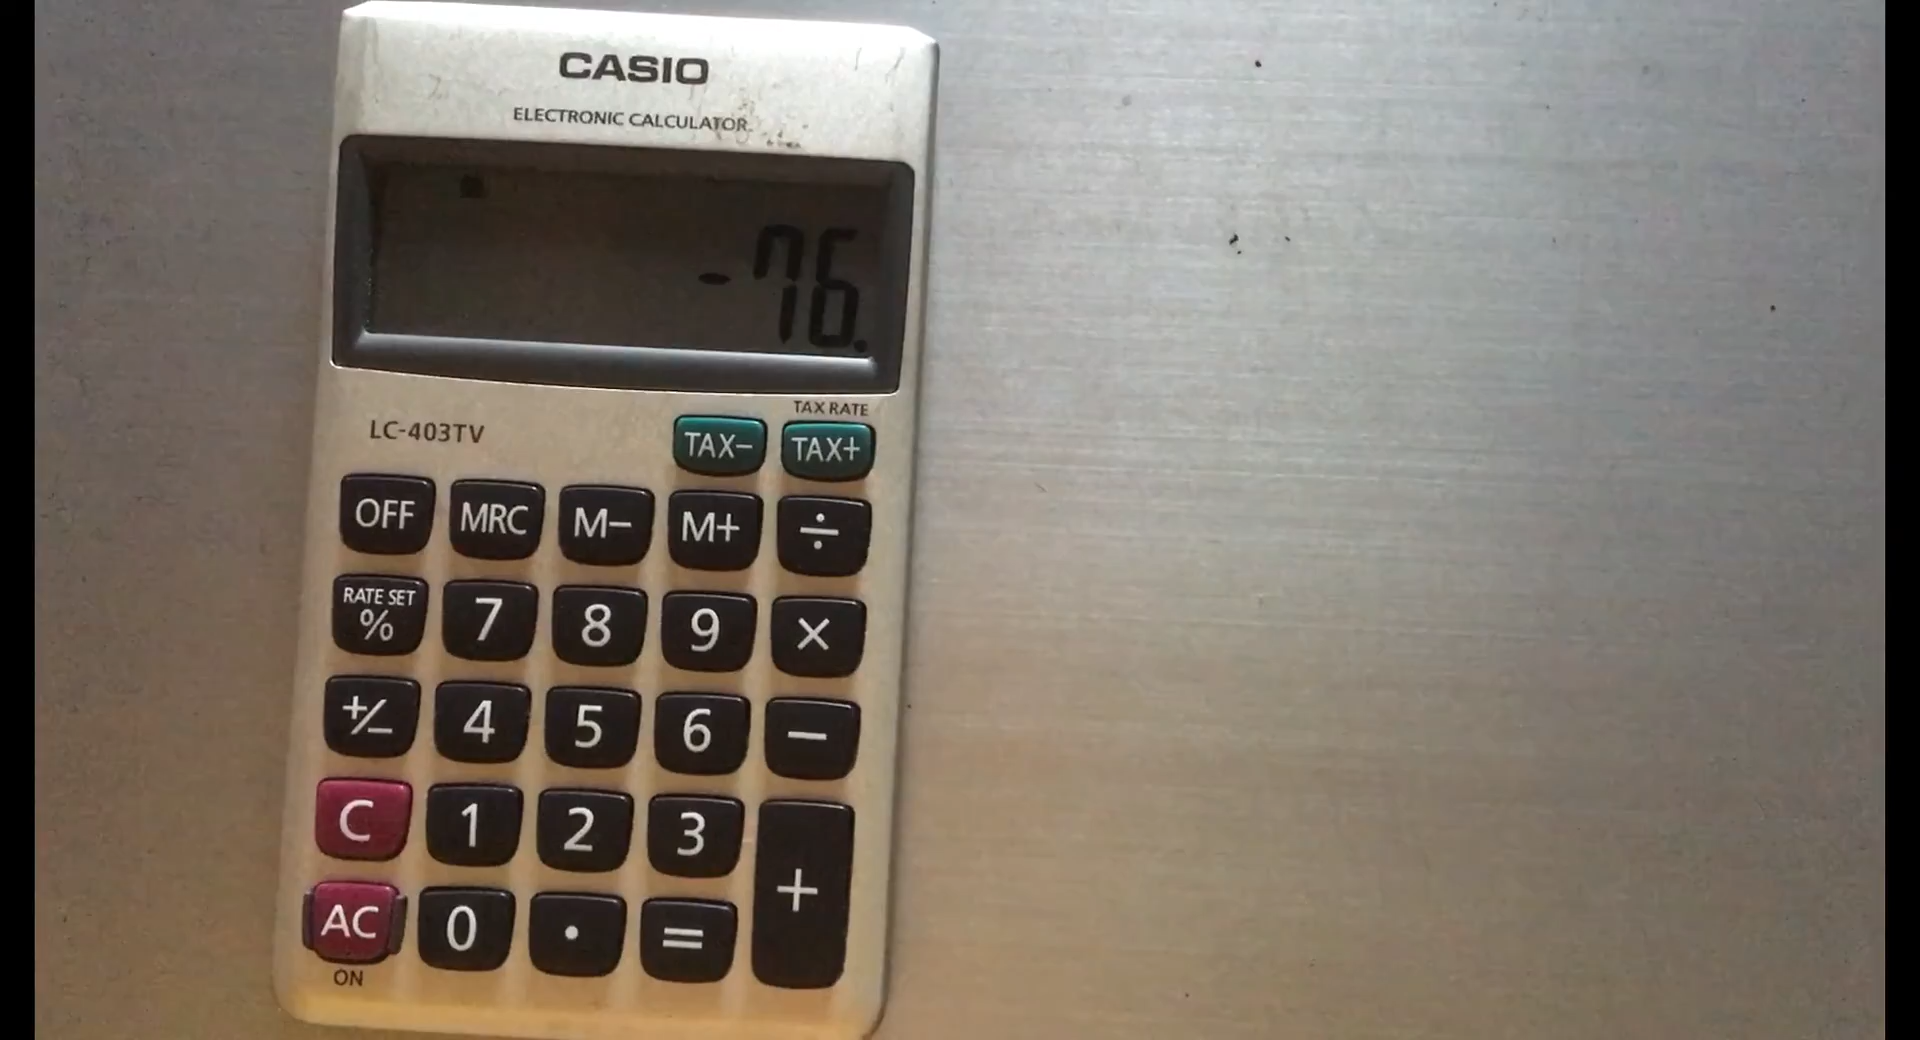 CASIO
ELECTRONIC CALCULATOR
-76.
TAX RATE
LC-403TV
TAX− TAX+
OFF MRC M− M+ ÷
RATE SET
% 7 8 9 ×
+/− 4 5 6 −
C 1 2 3 +
AC 0 . =
ON